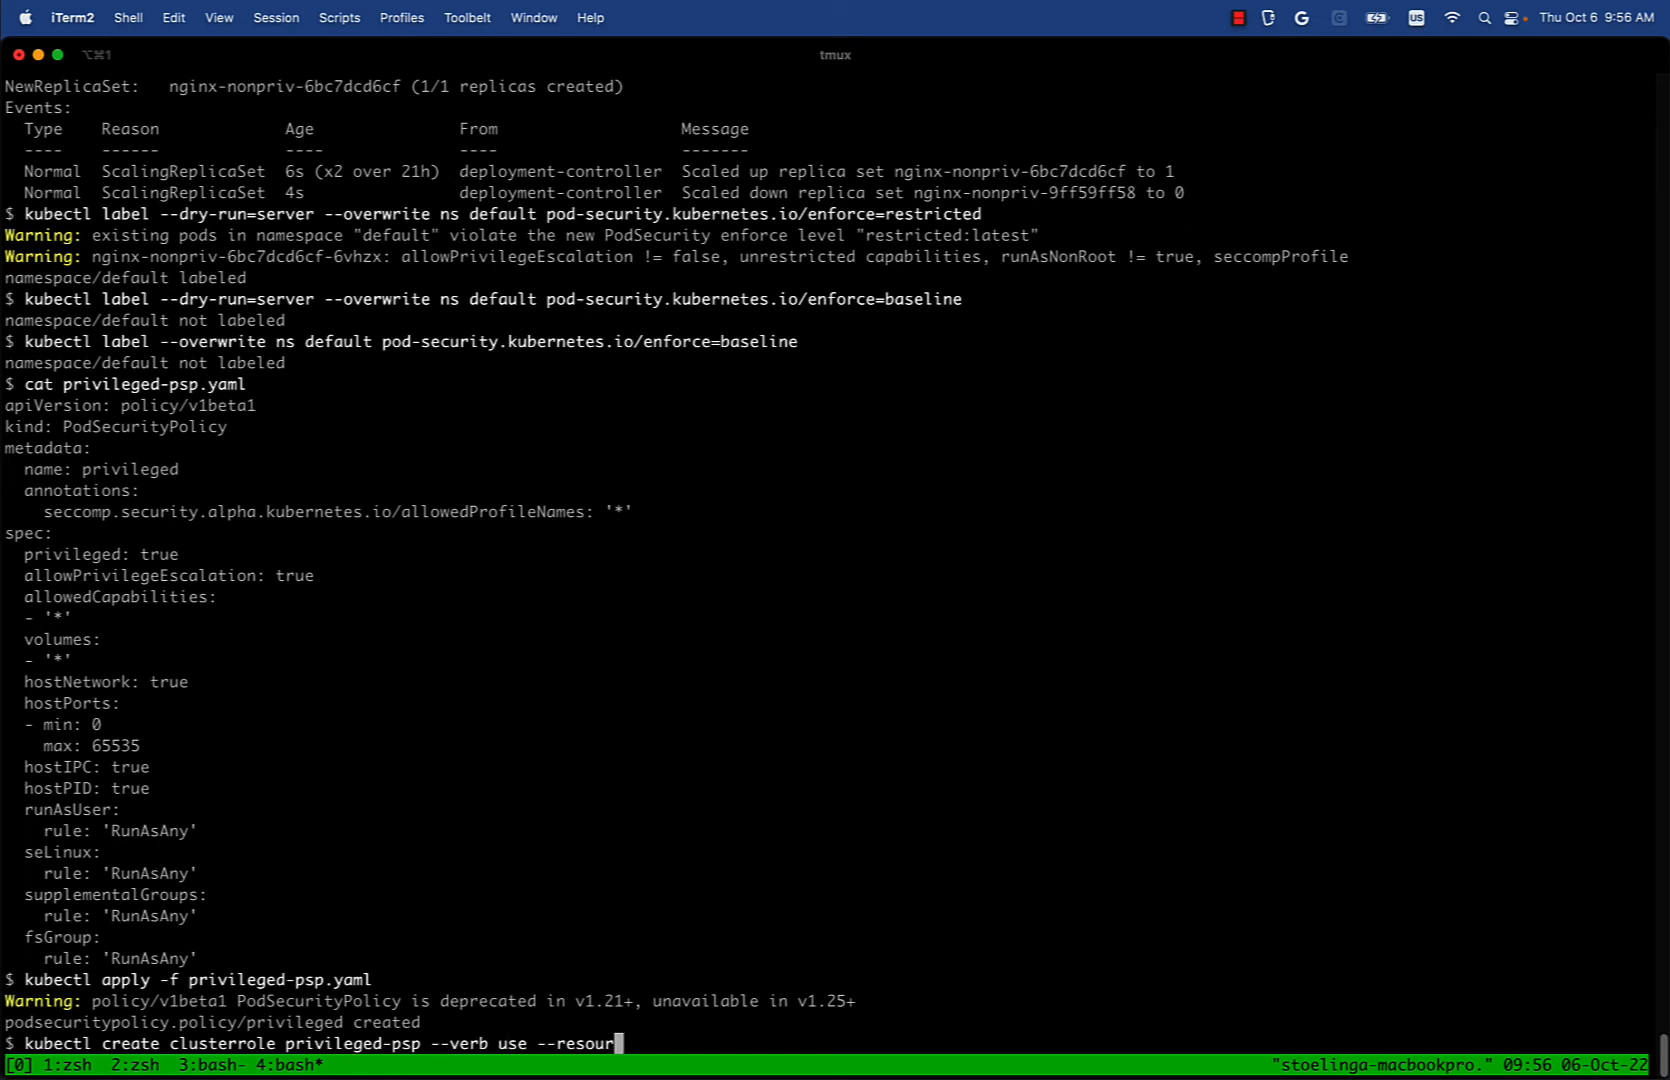 iTerm2 Shell Edit View Session Scripts Profiles Toolbelt Window Help US Thu Oct 6 9:56 AM
⌥⌘1 tmux
NewReplicaSet:   nginx-nonpriv-6bc7dcd6cf (1/1 replicas created)
Events:
  Type    Reason             Age                From                   Message
  ----    ------             ----               ----                   -------
  Normal  ScalingReplicaSet  6s (x2 over 21h)  deployment-controller  Scaled up replica set nginx-nonpriv-6bc7dcd6cf to 1
  Normal  ScalingReplicaSet  4s                 deployment-controller  Scaled down replica set nginx-nonpriv-9ff59ff58 to 0
$ kubectl label --dry-run=server --overwrite ns default pod-security.kubernetes.io/enforce=restricted
Warning: existing pods in namespace "default" violate the new PodSecurity enforce level "restricted:latest"
Warning: nginx-nonpriv-6bc7dcd6cf-6vhzx: allowPrivilegeEscalation != false, unrestricted capabilities, runAsNonRoot != true, seccompProfile
namespace/default labeled
$ kubectl label --dry-run=server --overwrite ns default pod-security.kubernetes.io/enforce=baseline
namespace/default not labeled
$ kubectl label --overwrite ns default pod-security.kubernetes.io/enforce=baseline
namespace/default not labeled
$ cat privileged-psp.yaml
apiVersion: policy/v1beta1
kind: PodSecurityPolicy
metadata:
  name: privileged
  annotations:
    seccomp.security.alpha.kubernetes.io/allowedProfileNames: '*'
spec:
  privileged: true
  allowPrivilegeEscalation: true
  allowedCapabilities:
  - '*'
  volumes:
  - '*'
  hostNetwork: true
  hostPorts:
  - min: 0
    max: 65535
  hostIPC: true
  hostPID: true
  runAsUser:
    rule: 'RunAsAny'
  seLinux:
    rule: 'RunAsAny'
  supplementalGroups:
    rule: 'RunAsAny'
  fsGroup:
    rule: 'RunAsAny'
$ kubectl apply -f privileged-psp.yaml
Warning: policy/v1beta1 PodSecurityPolicy is deprecated in v1.21+, unavailable in v1.25+
podsecuritypolicy.policy/privileged created
$ kubectl create clusterrole privileged-psp --verb use --resour
[0] 1:zsh  2:zsh  3:bash- 4:bash* "stoelinga-macbookpro." 09:56 06-Oct-22